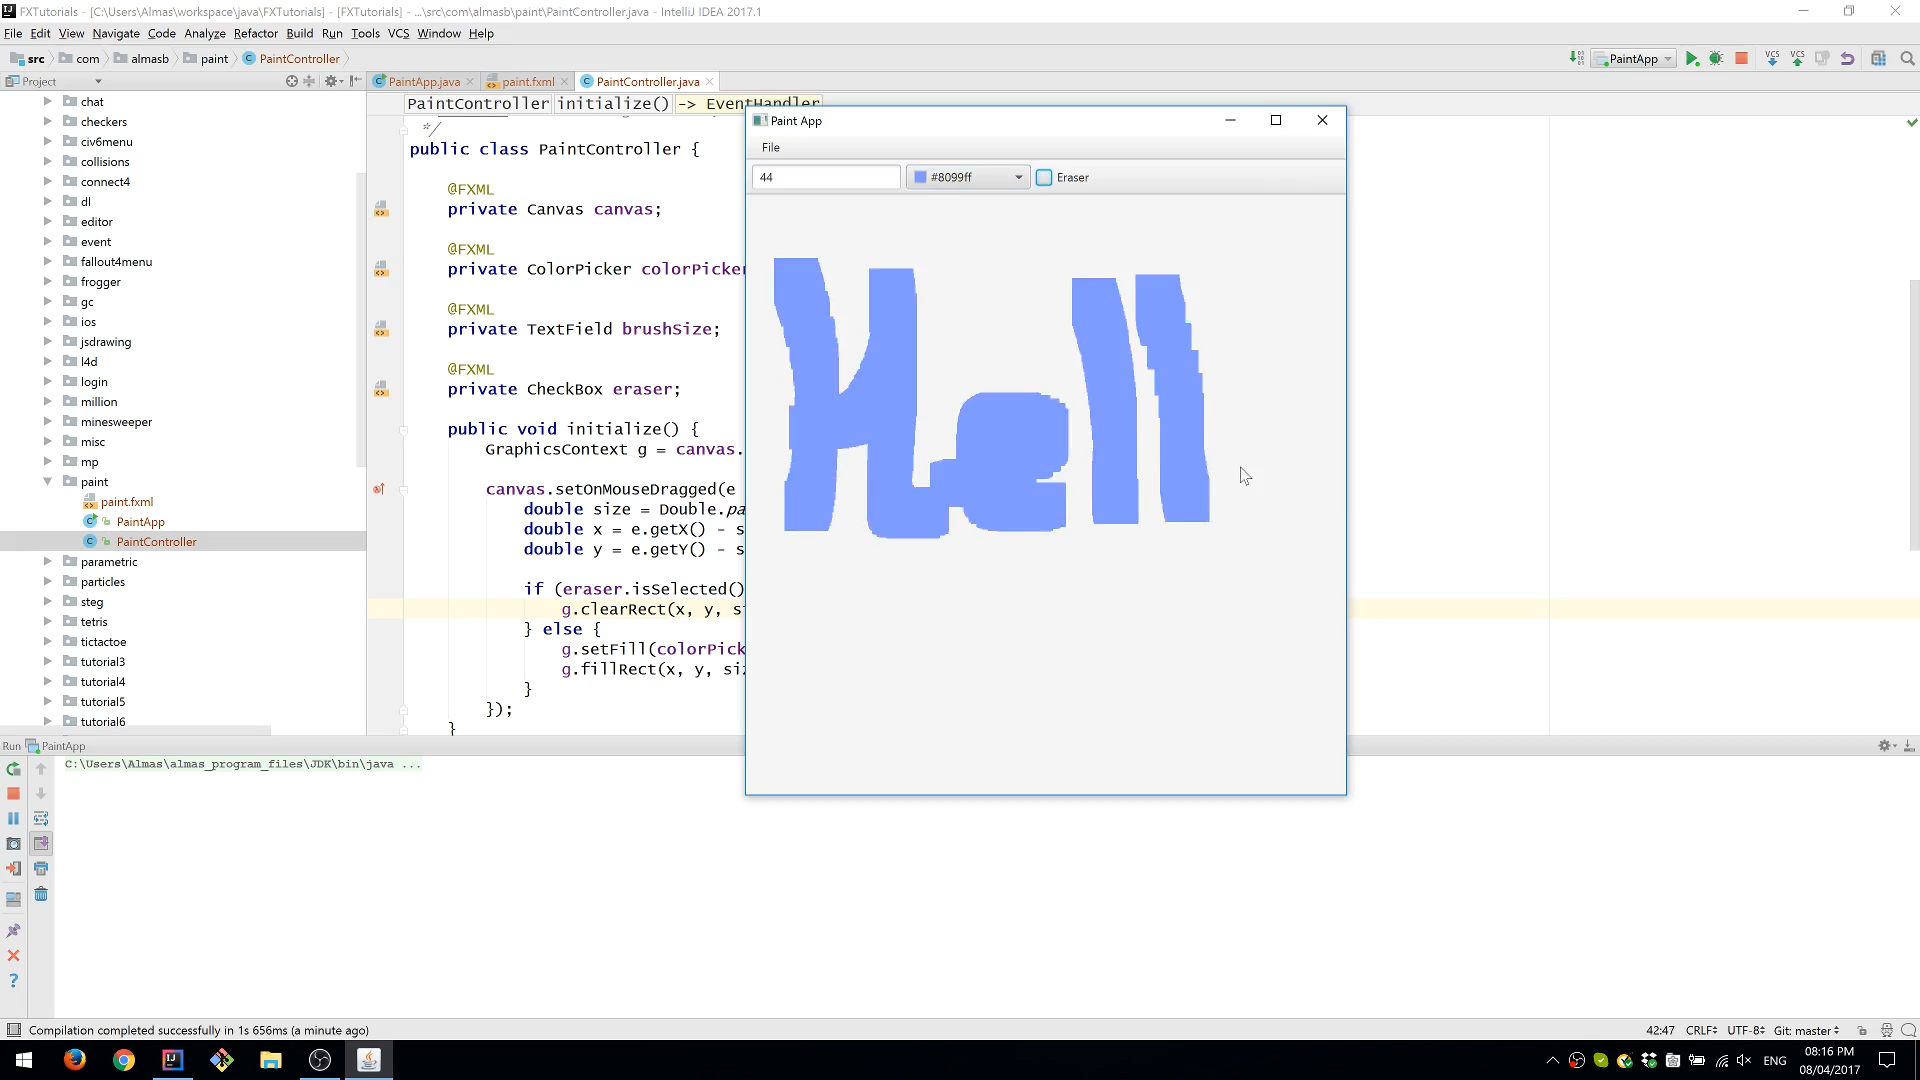 FXTutorials - [C:\Users\Almas\workspace\java\FXTutorials] - [FXTutorials] - ...\src\com\almasb\paint\PaintController.java - IntelliJ IDEA 2017.1
File Edit View Navigate Code Analyze Refactor Build Run Tools VCS Window Help
src com almasb paint PaintController
PaintApp
VCS VCS
Project
PaintApp.java paint.fxml PaintController.java
PaintController initialize() -> EventHandler
chat
checkers
civ6menu
collisions
connect4
dl
editor
event
fallout4menu
frogger
gc
ios
jsdrawing
l4d
login
million
minesweeper
misc
mp
paint
paint.fxml
PaintApp
PaintController
parametric
particles
steg
tetris
tictactoe
tutorial3
tutorial4
tutorial5
tutorial6
*/
public class PaintController {
@FXML
private Canvas canvas;
@FXML
private ColorPicker colorPicker
@FXML
private TextField brushSize;
@FXML
private CheckBox eraser;
public void initialize() {
GraphicsContext g = canvas.
canvas.setOnMouseDragged(e
double size = Double.pa
double x = e.getX() - s
double y = e.getY() - s
if (eraser.isSelected()
g.clearRect(x, y, s
} else {
g.setFill(colorPick
g.fillRect(x, y, siz
}
});
}
Paint App
File
44 #8099ff Eraser
Hell
Run PaintApp
C:\Users\Almas\almas_program_files\JDK\bin\java ...
Compilation completed successfully in 1s 656ms (a minute ago)
42:47 CRLF UTF-8 Git: master
ENG
08:16 PM
08/04/2017